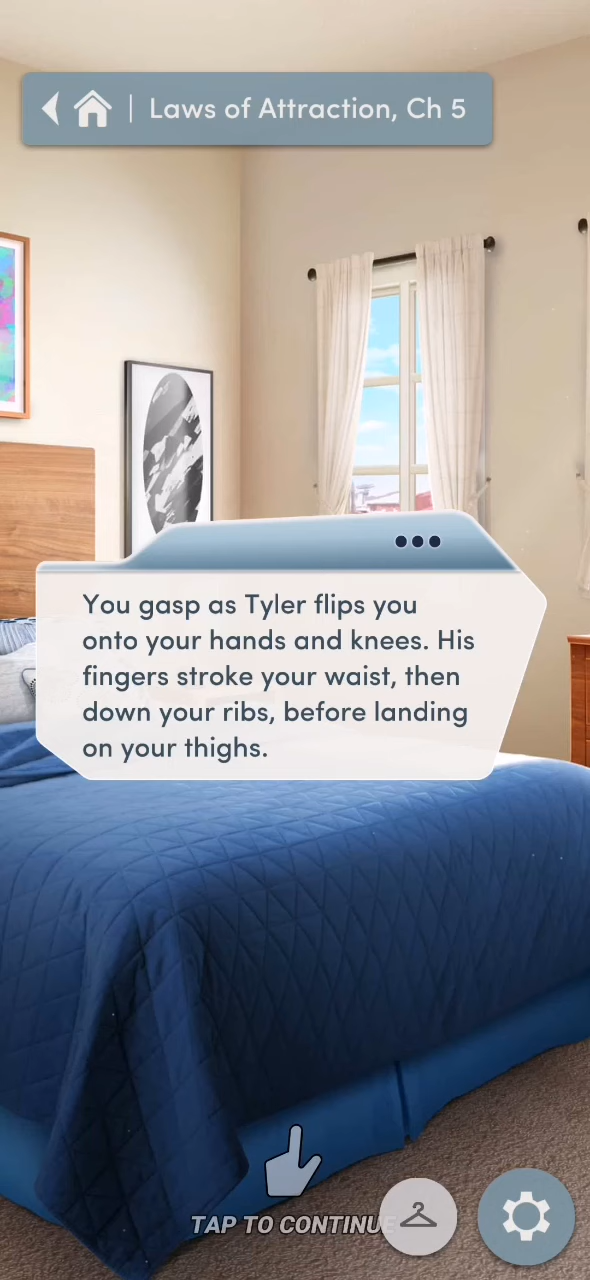 Laws of Attraction, Ch 5
You gasp as Tyler flips you
onto your hands and knees. His
fingers stroke your waist, then
down your ribs, before landing
on your thighs.
TAP TO CONTINUE